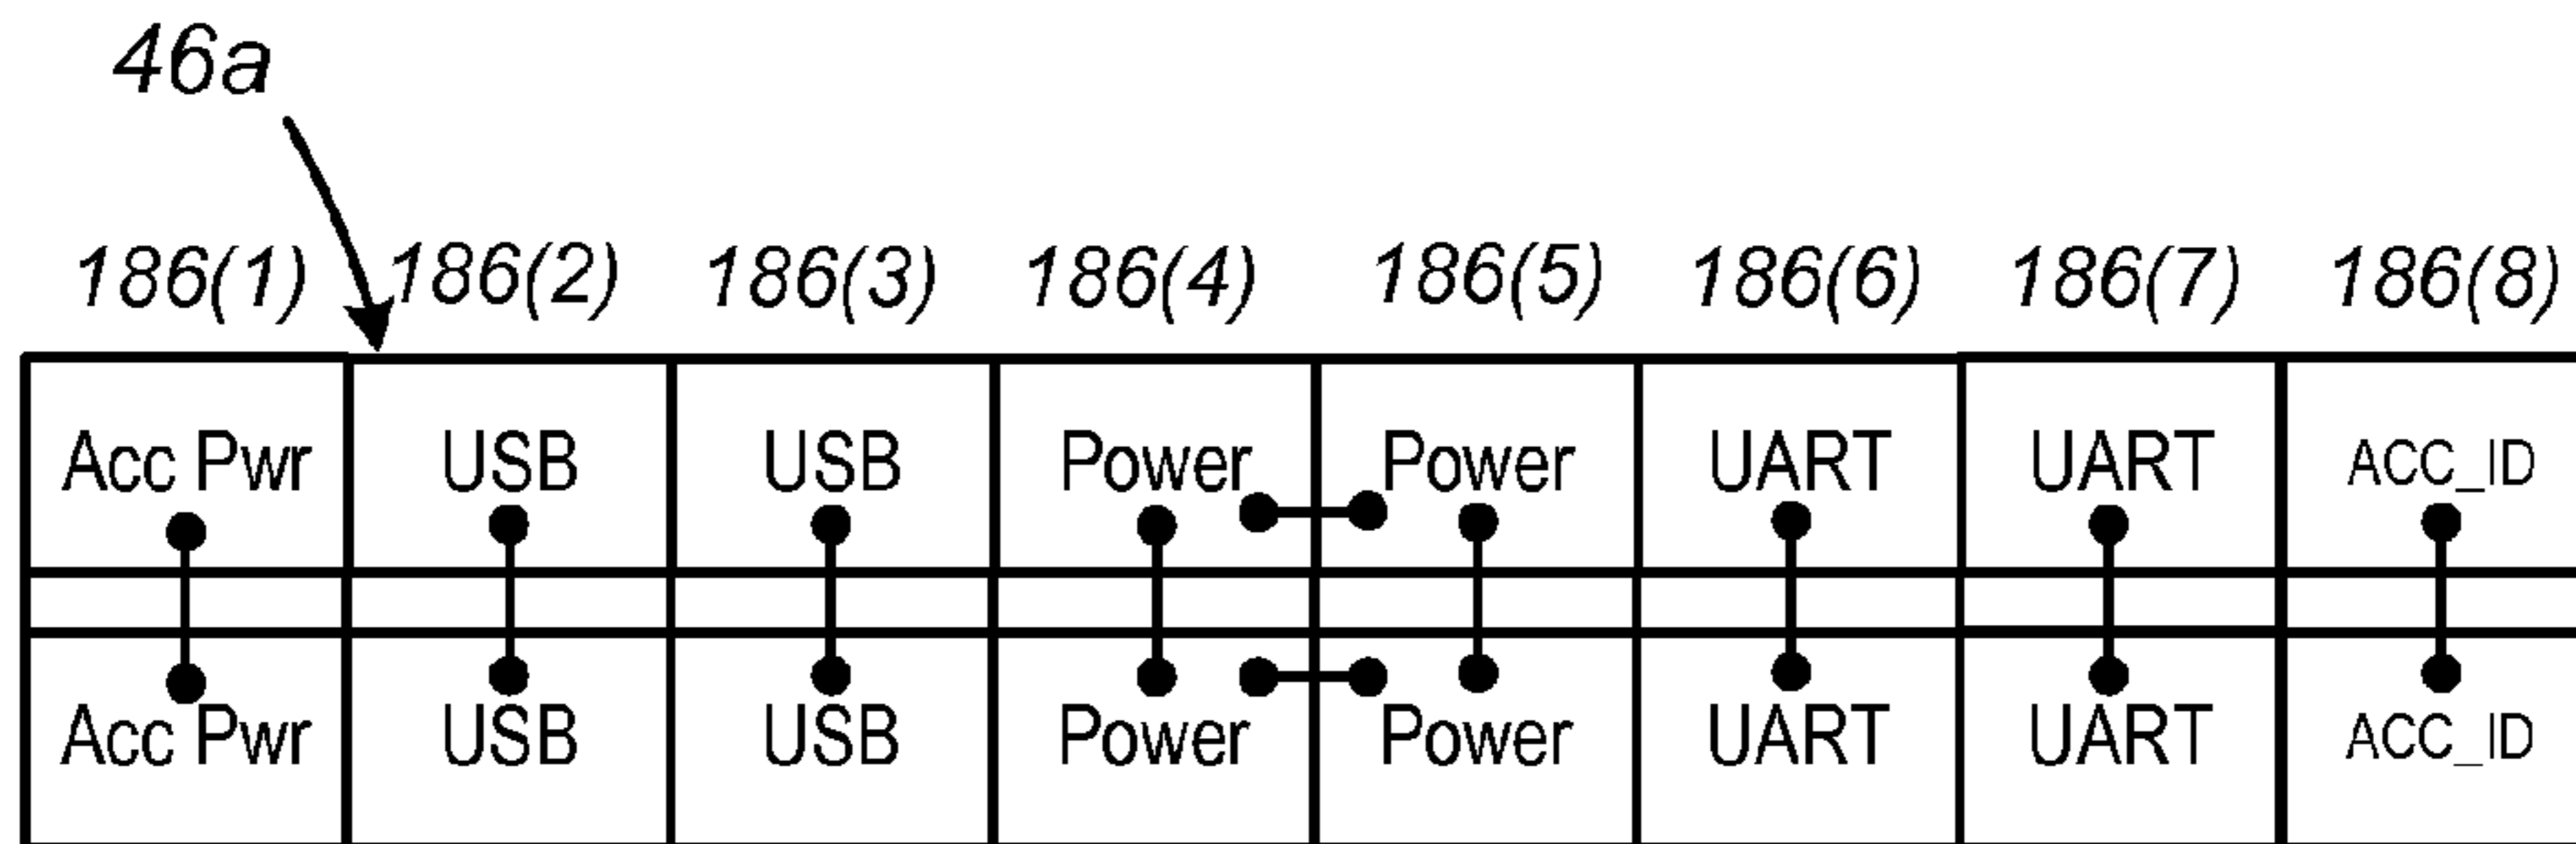 46a
186(1) 186(2) 186(3) 186(4) 186(5) 186(6) 186(7) 186(8)
Acc Pwr USB USB Power Power UART UART ACC_ID
Acc Pwr USB USB Power Power UART UART ACC_ID